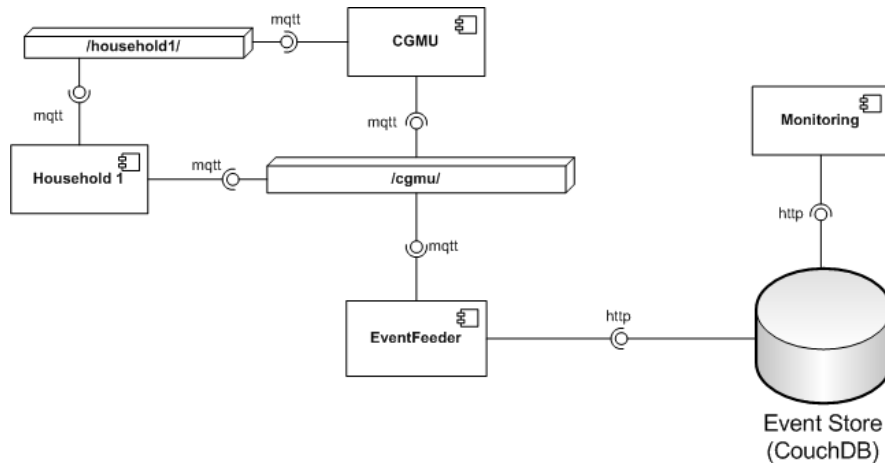 mqtt
CGMU
/household1/
mqtt
mqtt
Monitoring
Household 1
mqtt
/cgmu/
http
mqtt
EventFeeder
http
Event Store
(CouchDB)